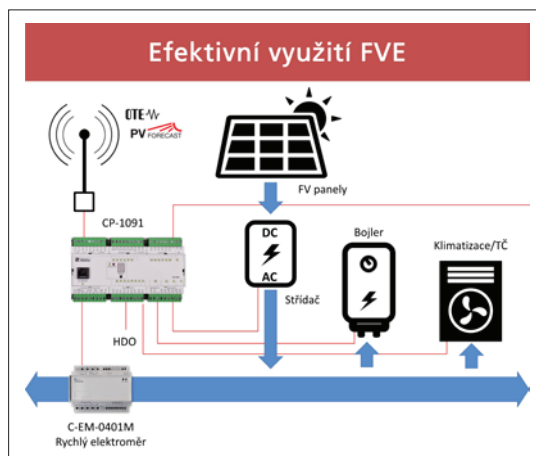 Efektivní využití FVE
OTE
PV FORECAST
FV panely
CP-1091
DC
AC
Střídač
Bojler
Klimatizace/TČ
HDO
C-EM-0401M
Rychlý elektroměr